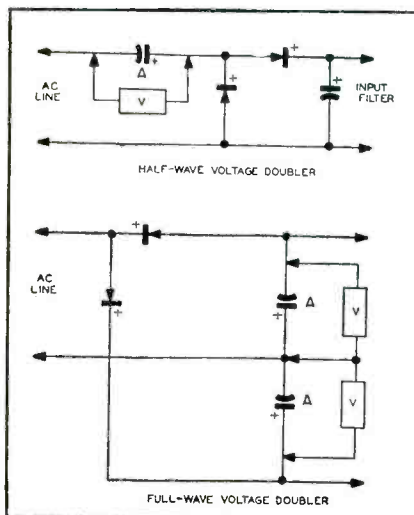 +
Δ
+
AC
LINE
V
+
+
INPUT
FILTER
HALF-WAVE VOLTAGE DOUBLER
+
AC
LINE
+
+
Δ
V
+
Δ
V
FULL-WAVE VOLTAGE DOUBLER